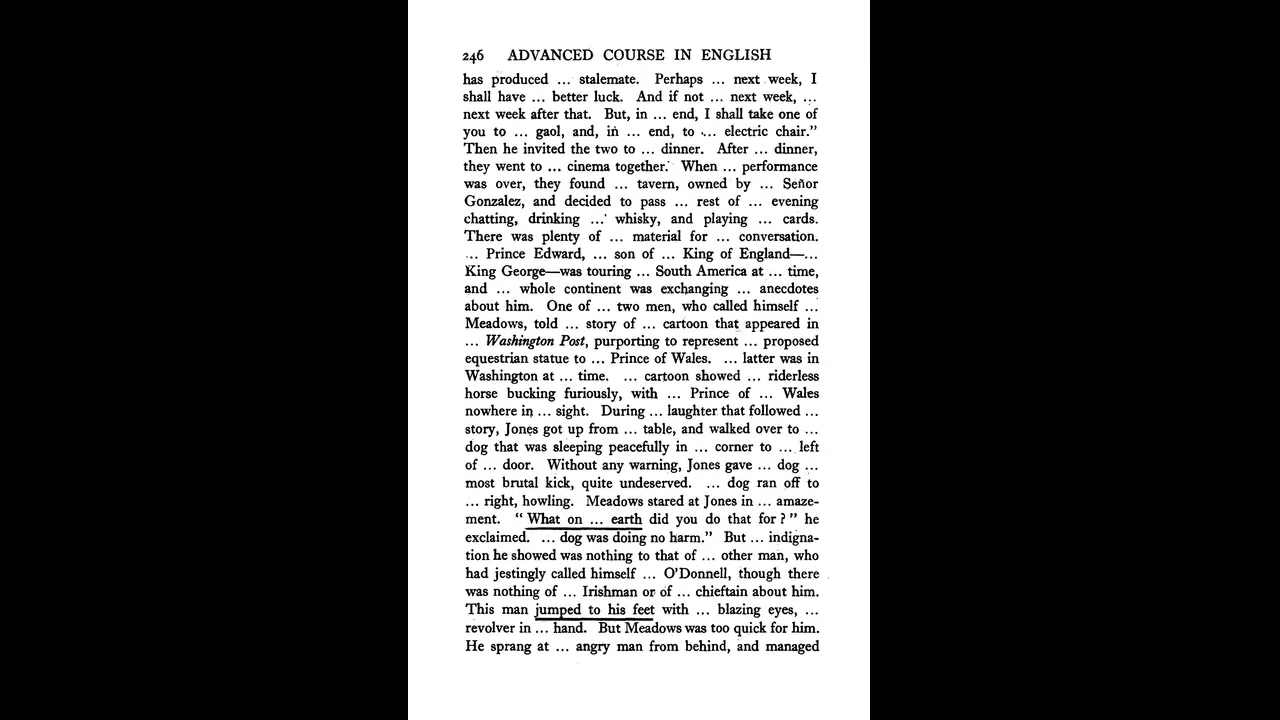 246 ADVANCED COURSE IN ENGLISH
has produced ... stalemate. Perhaps ... next week, I
shall have ... better luck. And if not ... next week, ...
next week after that. But, in ... end, I shall take one of
you to ... gaol, and, in ... end, to ... electric chair.”
Then he invited the two to ... dinner. After ... dinner,
they went to ... cinema together. When ... performance
was over, they found ... tavern, owned by ... Señor
Gonzalez, and decided to pass ... rest of ... evening
chatting, drinking ... whisky, and playing ... cards.
There was plenty of ... material for ... conversation.
... Prince Edward, ... son of ... King of England—...
King George—was touring ... South America at ... time,
and ... whole continent was exchanging ... anecdotes
about him. One of ... two men, who called himself ...
Meadows, told ... story of ... cartoon that appeared in
... Washington Post, purporting to represent ... proposed
equestrian statue to ... Prince of Wales. ... latter was in
Washington at ... time. ... cartoon showed ... riderless
horse bucking furiously, with ... Prince of ... Wales
nowhere in ... sight. During ... laughter that followed ...
story, Jones got up from ... table, and walked over to ...
dog that was sleeping peacefully in ... corner to ... left
of ... door. Without any warning, Jones gave ... dog ...
most brutal kick, quite undeserved. ... dog ran off to
... right, howling. Meadows stared at Jones in ... amaze-
ment. “What on ... earth did you do that for?” he
exclaimed. ... dog was doing no harm.” But ... indigna-
tion he showed was nothing to that of ... other man, who
had jestingly called himself ... O'Donnell, though there
was nothing of ... Irishman or of ... chieftain about him.
This man jumped to his feet with ... blazing eyes, ...
revolver in ... hand. But Meadows was too quick for him.
He sprang at ... angry man from behind, and managed